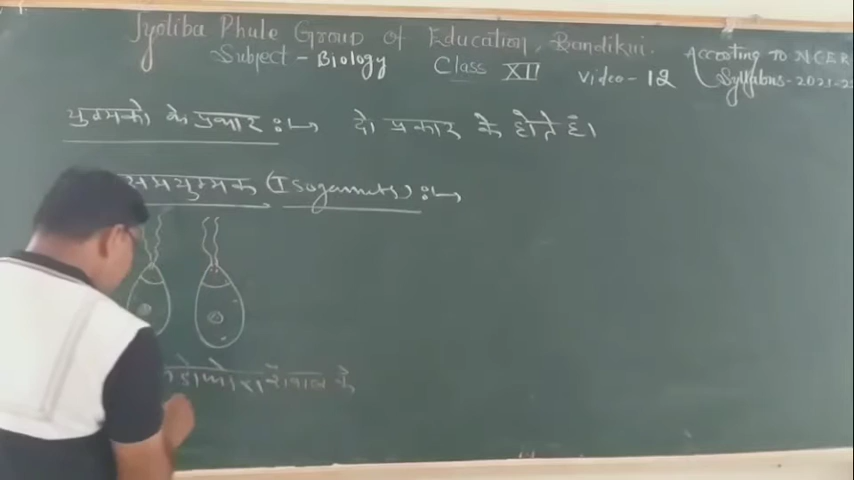 Jyotiba Phule Group of Education, Bandikui.
Subject - Biology Class XII Video - 12
According To NCER
Syllabus - 2021-2
युग्मको के प्रकार :- दो प्रकार के होते हैं।
समयुग्मक (Isogamets) :-
शैवाल के